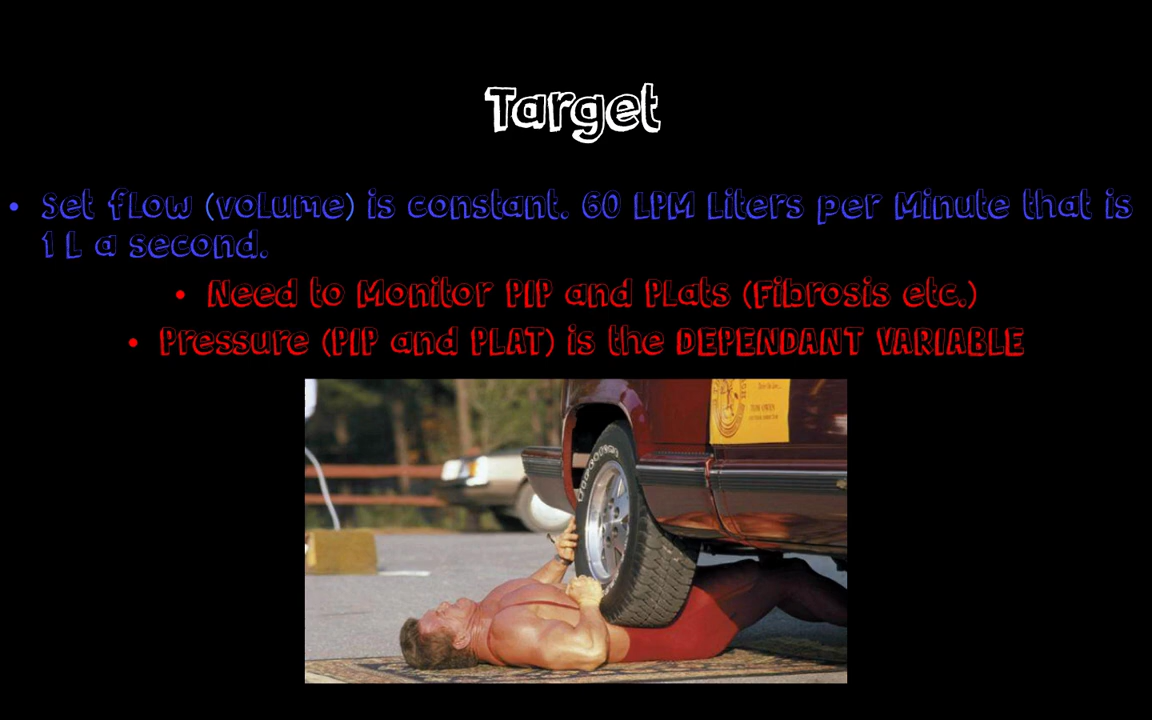 Target
• Set flow (volume) is constant. 60 LPM Liters per Minute that is
1 L a second.
• Need to Monitor PIP and Plats (Fibrosis etc.)
• Pressure (PIP and PLAT) is the DEPENDANT VARIABLE